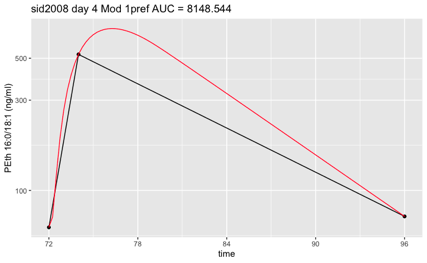 sid2008 day 4 Mod 1pref AUC = 8148.544
PEth 16:0/18:1 (ng/ml)
500
300
100
72
78
84
90
96
time